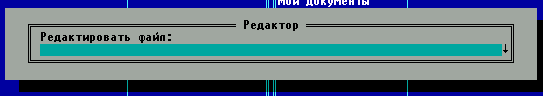 Мои документы
Редактор
Редактировать файл: